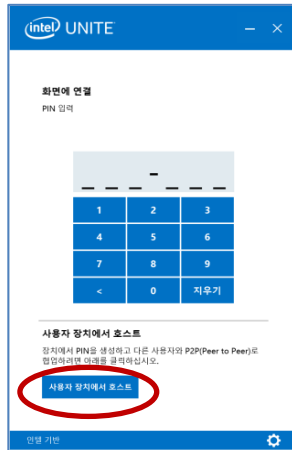 intel UNITE
화면에 연결
PIN 입력
_ _ _ - _ _ _
1 2 3
4 5 6
7 8 9
< 0 지우기
사용자 장치에서 호스트
장치에서 PIN을 생성하고 다른 사용자와 P2P(Peer to Peer)로
협업하려면 아래를 클릭하십시오.
사용자 장치에서 호스트
인텔 기반